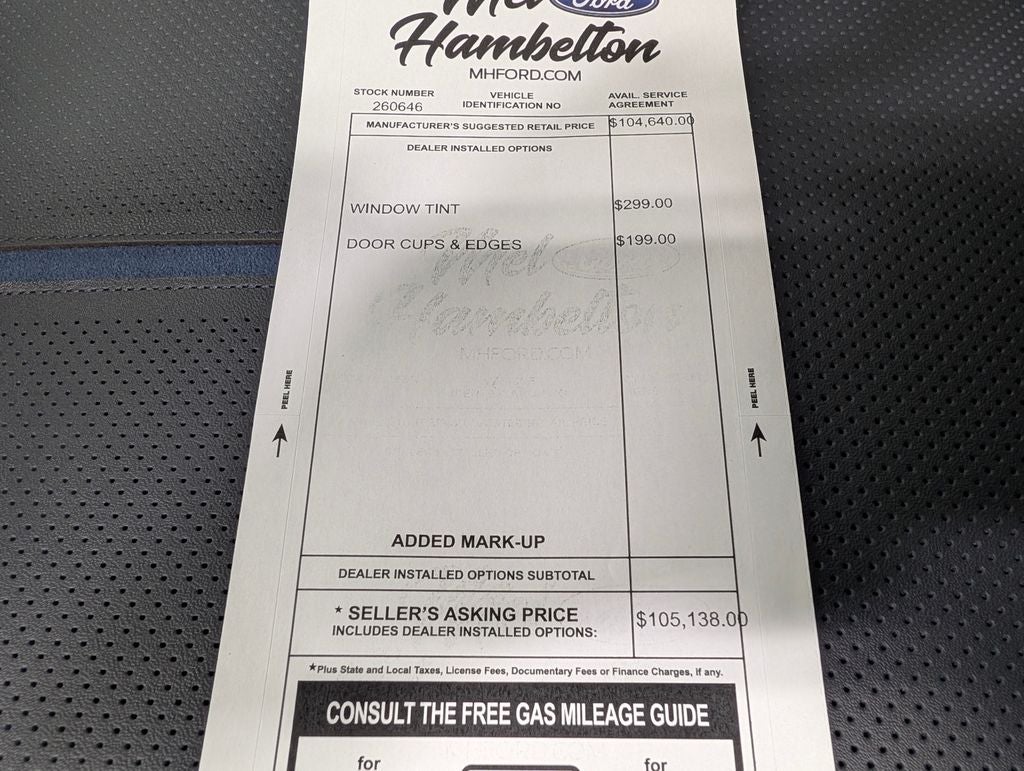 Mel Ford
Hambelton
MHFORD.COM
STOCK NUMBER
260646
VEHICLE
IDENTIFICATION NO
AVAIL. SERVICE
AGREEMENT
MANUFACTURER'S SUGGESTED RETAIL PRICE $104,640.00
DEALER INSTALLED OPTIONS
WINDOW TINT $299.00
DOOR CUPS & EDGES $199.00
Mel
Hambelton
MHFORD.COM
PEEL HERE
PEEL HERE
ADDED MARK-UP
DEALER INSTALLED OPTIONS SUBTOTAL
* SELLER'S ASKING PRICE $105,138.00
INCLUDES DEALER INSTALLED OPTIONS:
*Plus State and Local Taxes, License Fees, Documentary Fees or Finance Charges, if any.
CONSULT THE FREE GAS MILEAGE GUIDE
for for